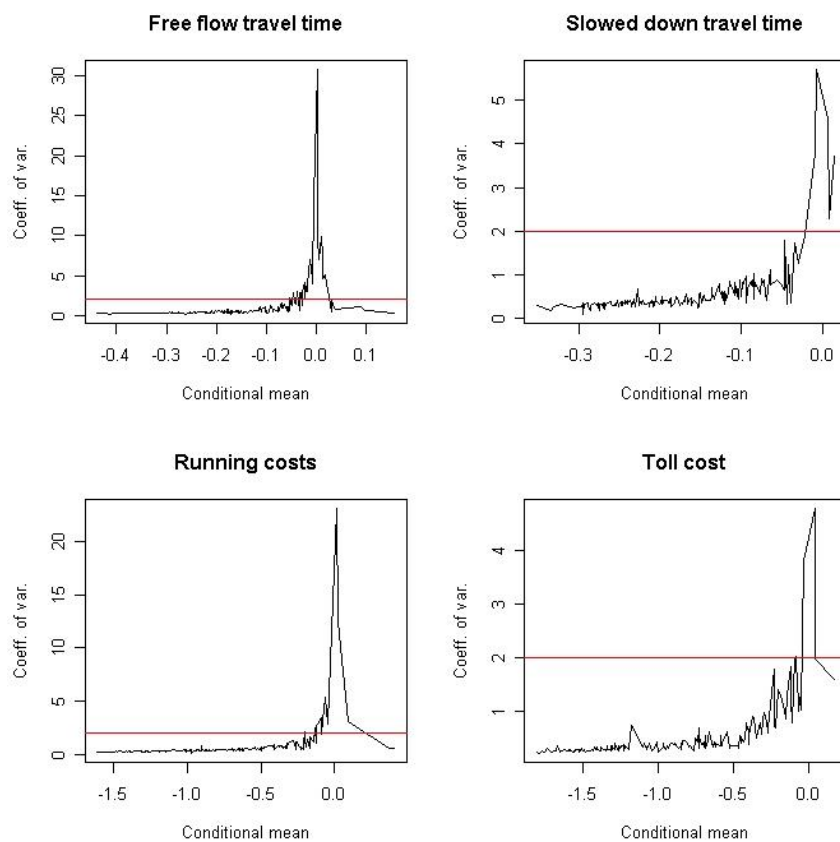 Free flow travel time
Coeff. of var.
0 5 10 15 20 25 30
-0.4 -0.3 -0.2 -0.1 0.0 0.1
Conditional mean
Slowed down travel time
Coeff. of var.
0 1 2 3 4 5
-0.3 -0.2 -0.1 0.0
Conditional mean
Running costs
Coeff. of var.
0 5 10 15 20
-1.5 -1.0 -0.5 0.0
Conditional mean
Toll cost
Coeff. of var.
1 2 3 4
-1.5 -1.0 -0.5 0.0
Conditional mean